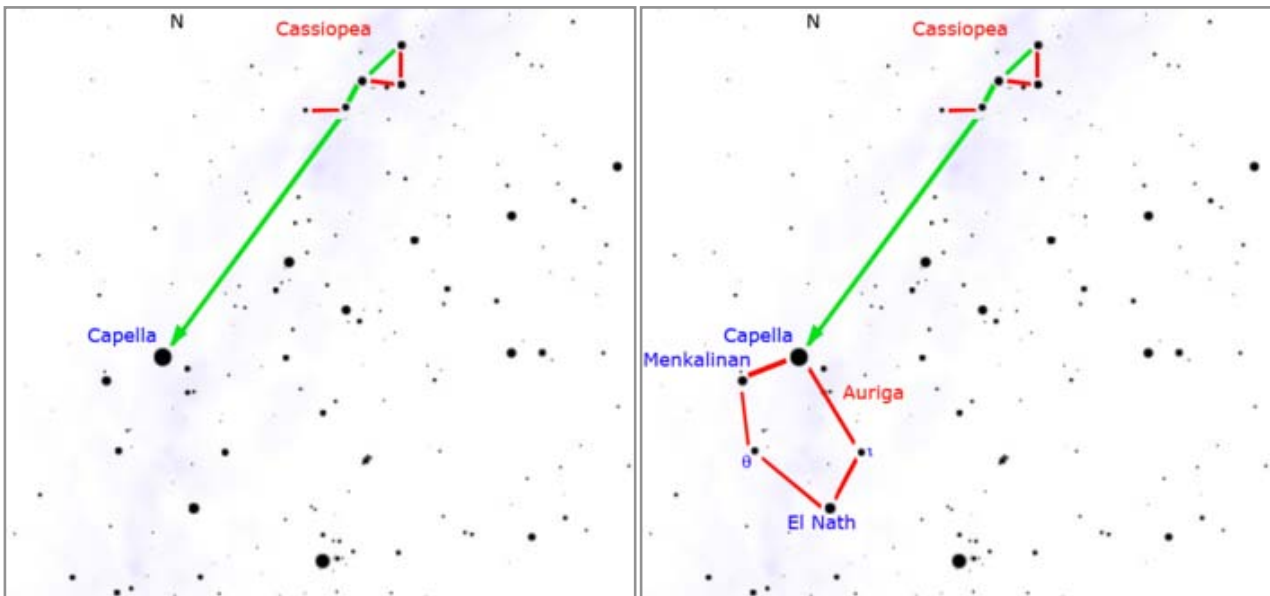 N
Cassiopea
Capella
N
Cassiopea
Capella
Menkalinan
Auriga
θ
ι
El Nath